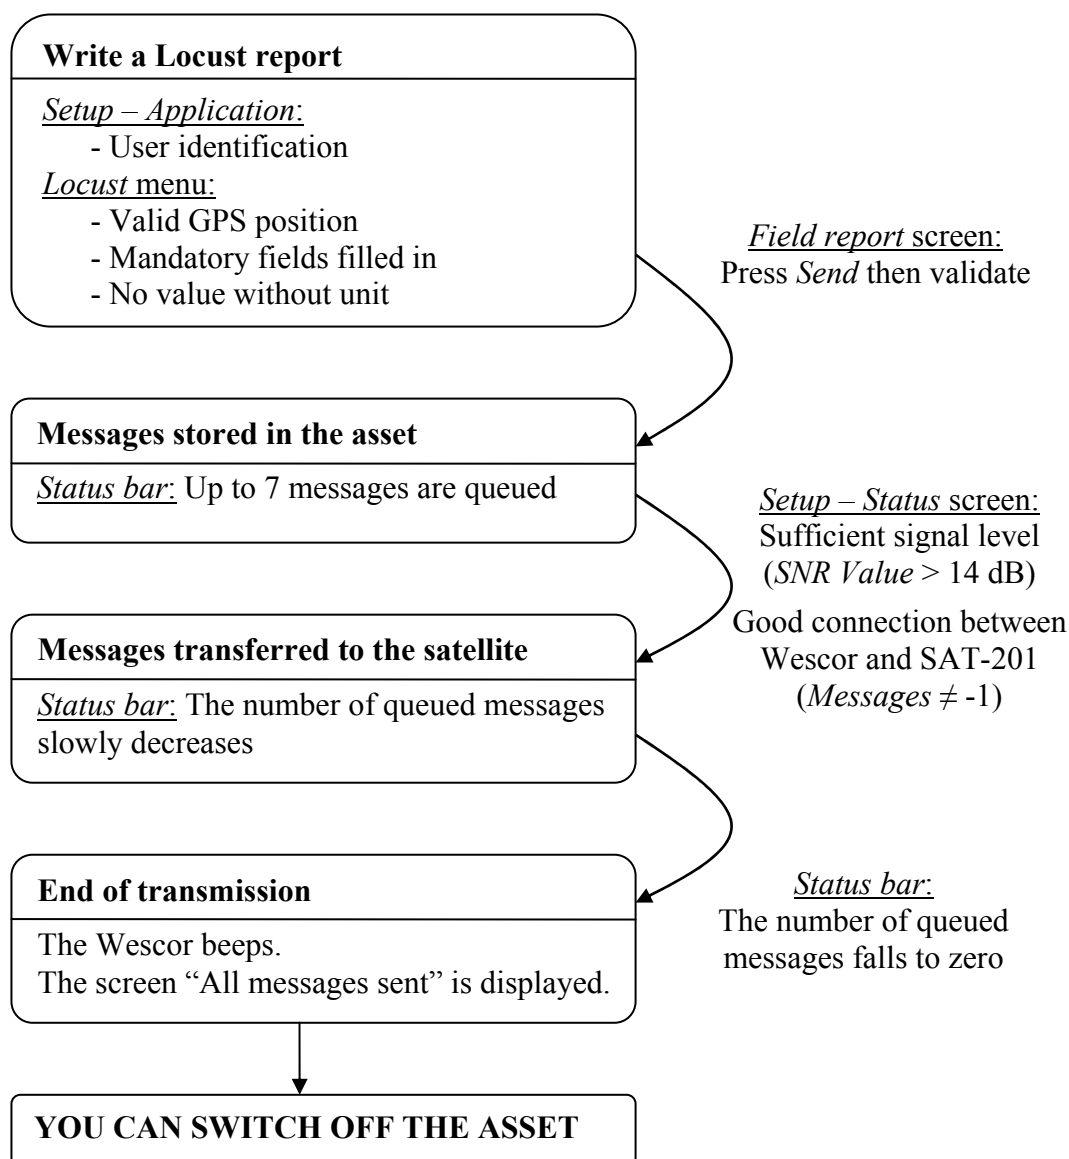 Write a Locust report
Setup – Application:
- User identification
Locust menu:
- Valid GPS position
- Mandatory fields filled in
- No value without unit
Field report screen:
Press Send then validate
Messages stored in the asset
Status bar: Up to 7 messages are queued
Setup – Status screen:
Sufficient signal level
(SNR Value > 14 dB)
Good connection between
Wescor and SAT-201
(Messages ≠ -1)
Messages transferred to the satellite
Status bar: The number of queued messages
slowly decreases
Status bar:
The number of queued
messages falls to zero
End of transmission
The Wescor beeps.
The screen “All messages sent” is displayed.
YOU CAN SWITCH OFF THE ASSET